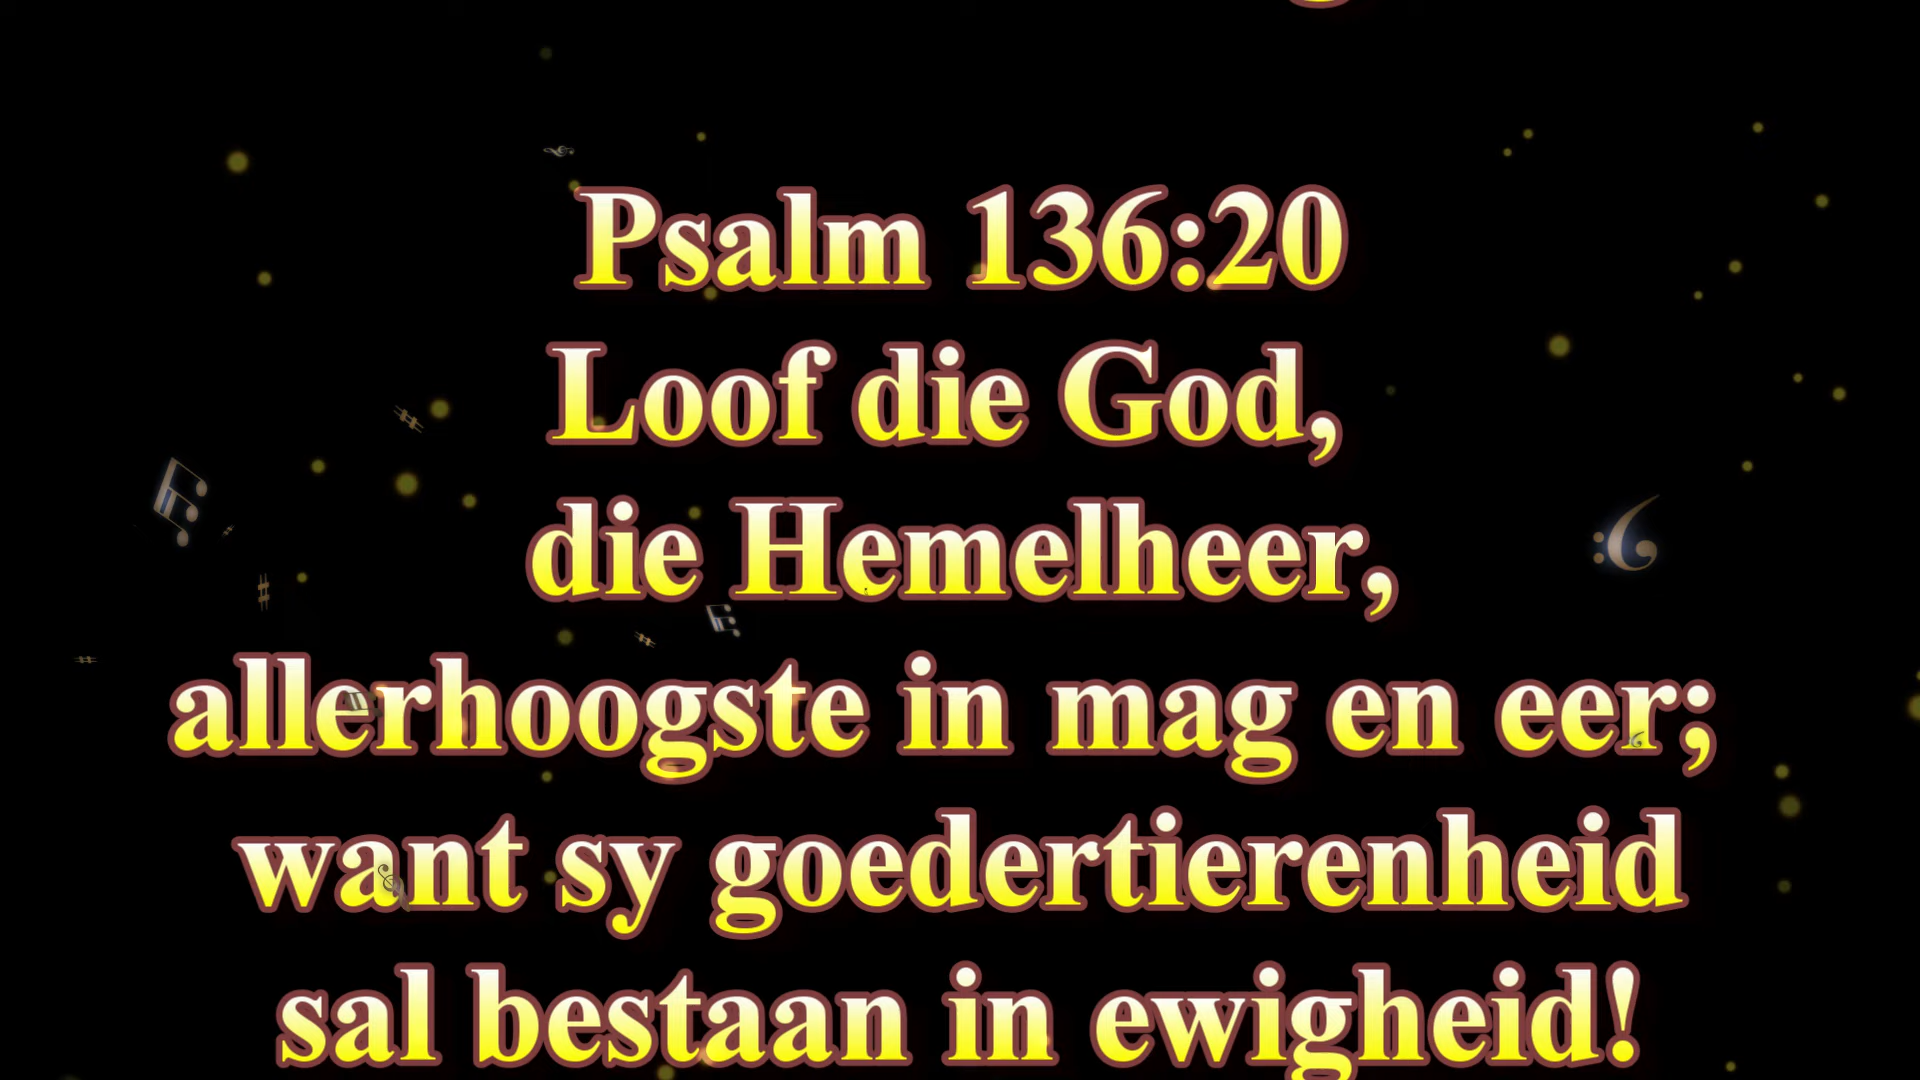 Psalm 136:20
Loof die God,
die Hemelheer,
allerhoogste in mag en eer;
want sy goedertierenheid
sal bestaan in ewigheid!